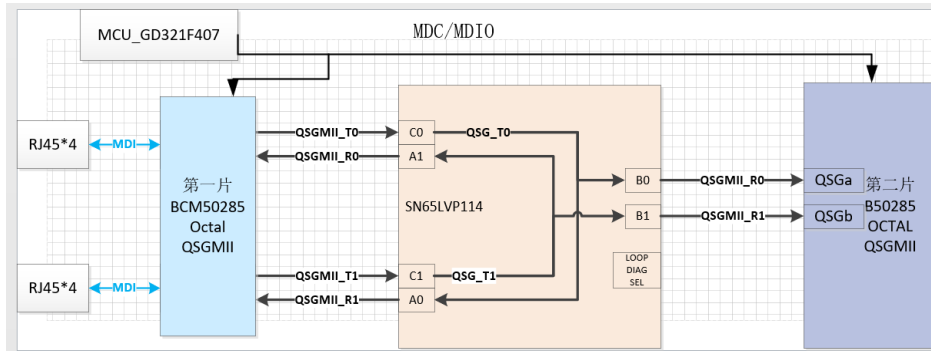 MCU_GD321F407
MDC/MDIO
RJ45*4
MDI
第一片
BCM50285
Octal
QSGMII
QSGMII_T0
QSGMII_R0
C0
A1
QSG_T0
SN65LVP114
B0
B1
QSGMII_R0
QSGMII_R1
QSGa
QSGb
第二片
B50285
OCTAL
QSGMII
LOOP
DIAG
SEL
RJ45*4
MDI
QSGMII_T1
QSGMII_R1
C1
A0
QSG_T1